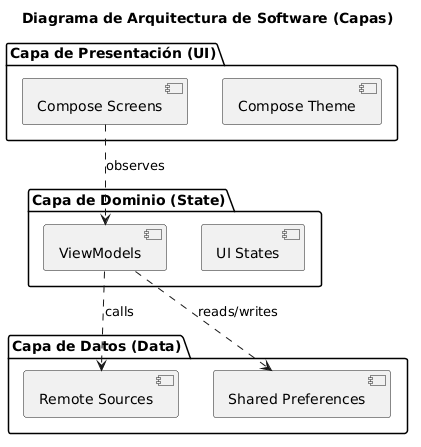 Diagrama de Arquitectura de Software (Capas)
Capa de Presentación (UI)
Compose Screens
Compose Theme
observes
Capa de Dominio (State)
ViewModels
UI States
calls
reads/writes
Capa de Datos (Data)
Remote Sources
Shared Preferences